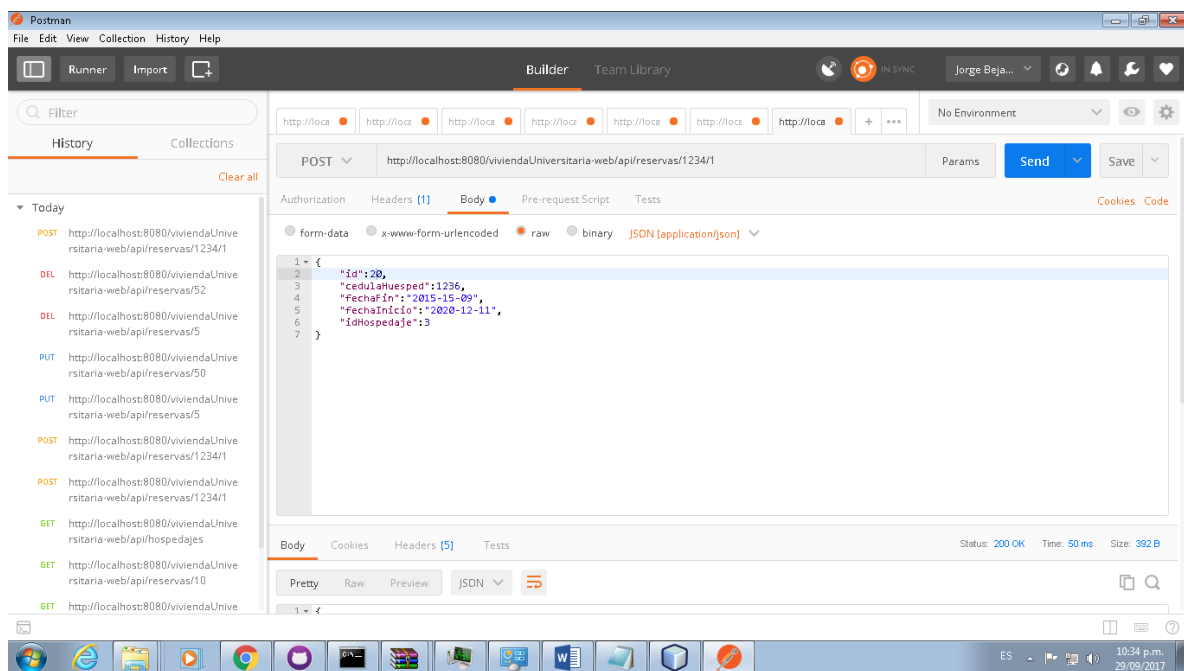 Postman
File Edit View Collection History Help
Runner Import Builder Team Library IN SYNC Jorge Beja...
Filter
History Collections
Clear all
Today
POST http://localhost:8080/viviendaUnive
rsitaria-web/api/reservas/1234/1
DEL http://localhost:8080/viviendaUnive
rsitaria-web/api/reservas/52
DEL http://localhost:8080/viviendaUnive
rsitaria-web/api/reservas/5
PUT http://localhost:8080/viviendaUnive
rsitaria-web/api/reservas/50
PUT http://localhost:8080/viviendaUnive
rsitaria-web/api/reservas/5
POST http://localhost:8080/viviendaUnive
rsitaria-web/api/reservas/1234/1
POST http://localhost:8080/viviendaUnive
rsitaria-web/api/reservas/1234/1
GET http://localhost:8080/viviendaUnive
rsitaria-web/api/hospedajes
GET http://localhost:8080/viviendaUnive
rsitaria-web/api/reservas/10
GET http://localhost:8080/viviendaUnive
http://loca http://loca http://loca http://loca http://loca http://loca http://loca + •••
No Environment
POST http://localhost:8080/viviendaUniversitaria-web/api/reservas/1234/1 Params Send Save
Authorization Headers (1) Body Pre-request Script Tests Cookies Code
form-data x-www-form-urlencoded raw binary JSON (application/json)
1 {
2 "id":20,
3 "cedulaHuesped":1236,
4 "fechaFin":"2015-15-09",
5 "fechaInicio":"2020-12-11",
6 "idHospedaje":3
7 }
Body Cookies Headers (5) Tests Status: 200 OK Time: 50 ms Size: 392 B
Pretty Raw Preview JSON
1 {
ES 10:34 p.m.
29/09/2017